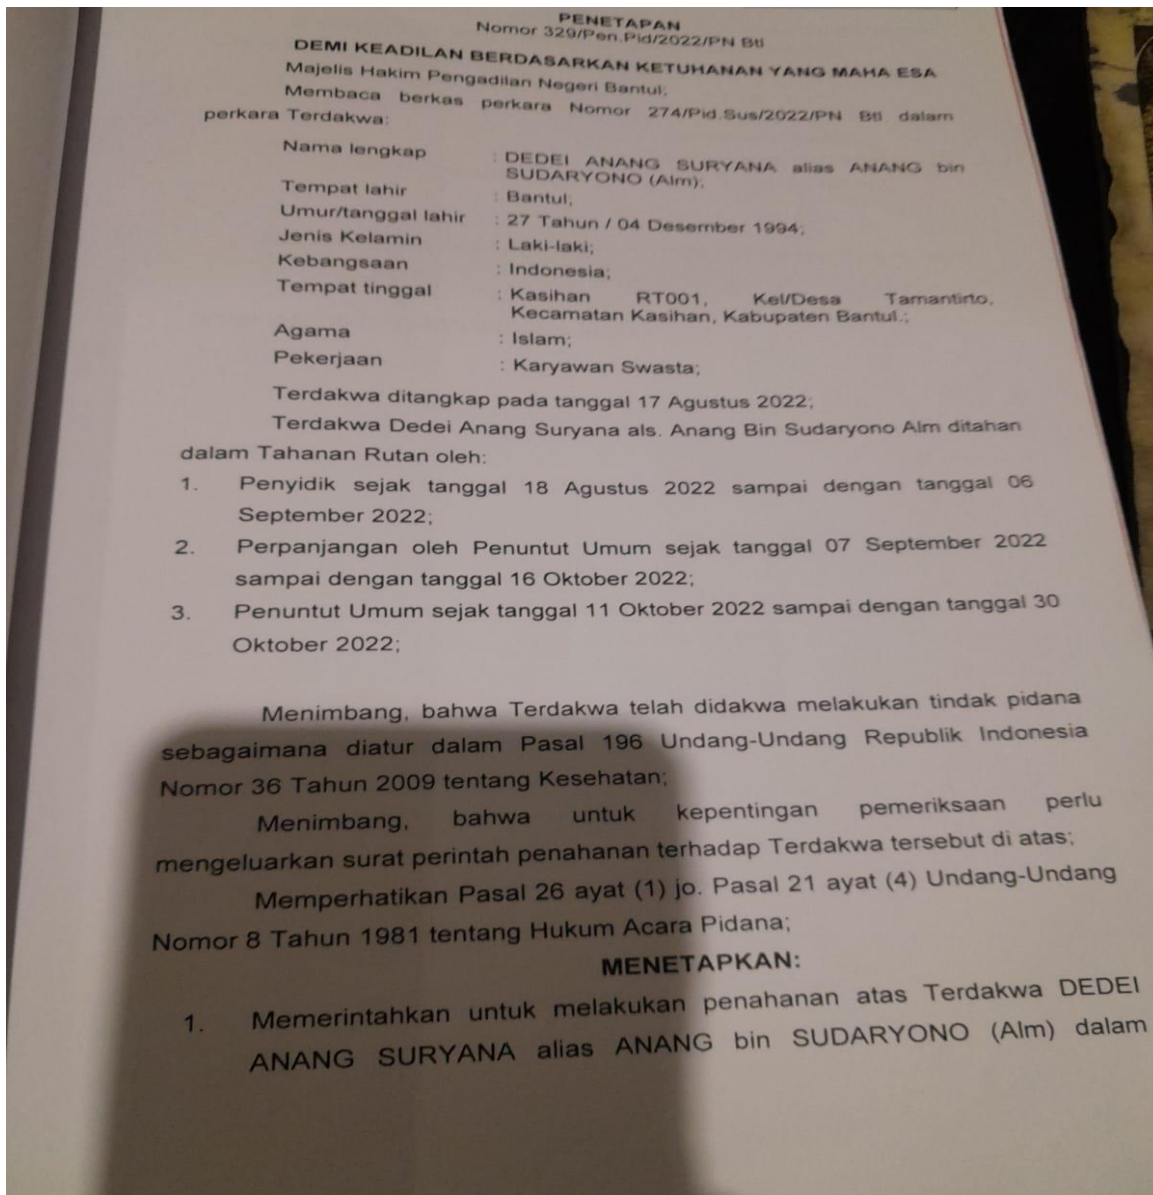 PENETAPAN
Nomor 329/Pen.Pid/2022/PN Btl
DEMI KEADILAN BERDASARKAN KETUHANAN YANG MAHA ESA
Majelis Hakim Pengadilan Negeri Bantul;
Membaca berkas perkara Nomor 274/Pid.Sus/2022/PN Btl dalam
perkara Terdakwa:
Nama lengkap : DEDEI ANANG SURYANA alias ANANG bin
SUDARYONO (Alm);
Tempat lahir : Bantul;
Umur/tanggal lahir : 27 Tahun / 04 Desember 1994;
Jenis Kelamin : Laki-laki;
Kebangsaan : Indonesia;
Tempat tinggal : Kasihan RT001, Kel/Desa Tamantirto,
Kecamatan Kasihan, Kabupaten Bantul.;
Agama : Islam;
Pekerjaan : Karyawan Swasta;
Terdakwa ditangkap pada tanggal 17 Agustus 2022;
Terdakwa Dedei Anang Suryana als. Anang Bin Sudaryono Alm ditahan
dalam Tahanan Rutan oleh:
1. Penyidik sejak tanggal 18 Agustus 2022 sampai dengan tanggal 06
September 2022;
2. Perpanjangan oleh Penuntut Umum sejak tanggal 07 September 2022
sampai dengan tanggal 16 Oktober 2022;
3. Penuntut Umum sejak tanggal 11 Oktober 2022 sampai dengan tanggal 30
Oktober 2022;
Menimbang, bahwa Terdakwa telah didakwa melakukan tindak pidana
sebagaimana diatur dalam Pasal 196 Undang-Undang Republik Indonesia
Nomor 36 Tahun 2009 tentang Kesehatan;
Menimbang, bahwa untuk kepentingan pemeriksaan perlu
mengeluarkan surat perintah penahanan terhadap Terdakwa tersebut di atas;
Memperhatikan Pasal 26 ayat (1) jo. Pasal 21 ayat (4) Undang-Undang
Nomor 8 Tahun 1981 tentang Hukum Acara Pidana;
MENETAPKAN:
1. Memerintahkan untuk melakukan penahanan atas Terdakwa DEDEI
ANANG SURYANA alias ANANG bin SUDARYONO (Alm) dalam